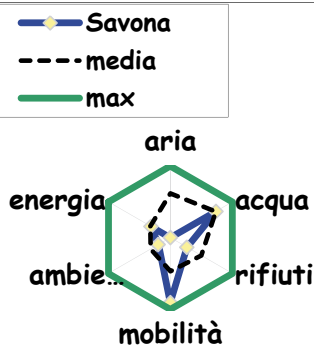 Savona
media
max
aria
energia
acqua
ambie...
rifiuti
mobilità